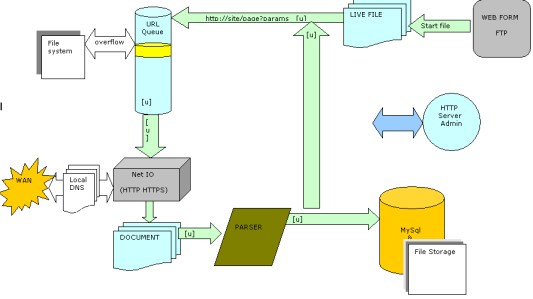 URL
Queue
http://site/page?params [u]
LIVE FILE
Start file
WEB FORM
FTP
File
system
overflow
[u]
[u]
HTTP
Server
Admin
[
u
]
Net IO
(HTTP HTTPS)
WAN
Local
DNS
DOCUMENT
[u]
PARSER
[u]
MySql
&
File Storage